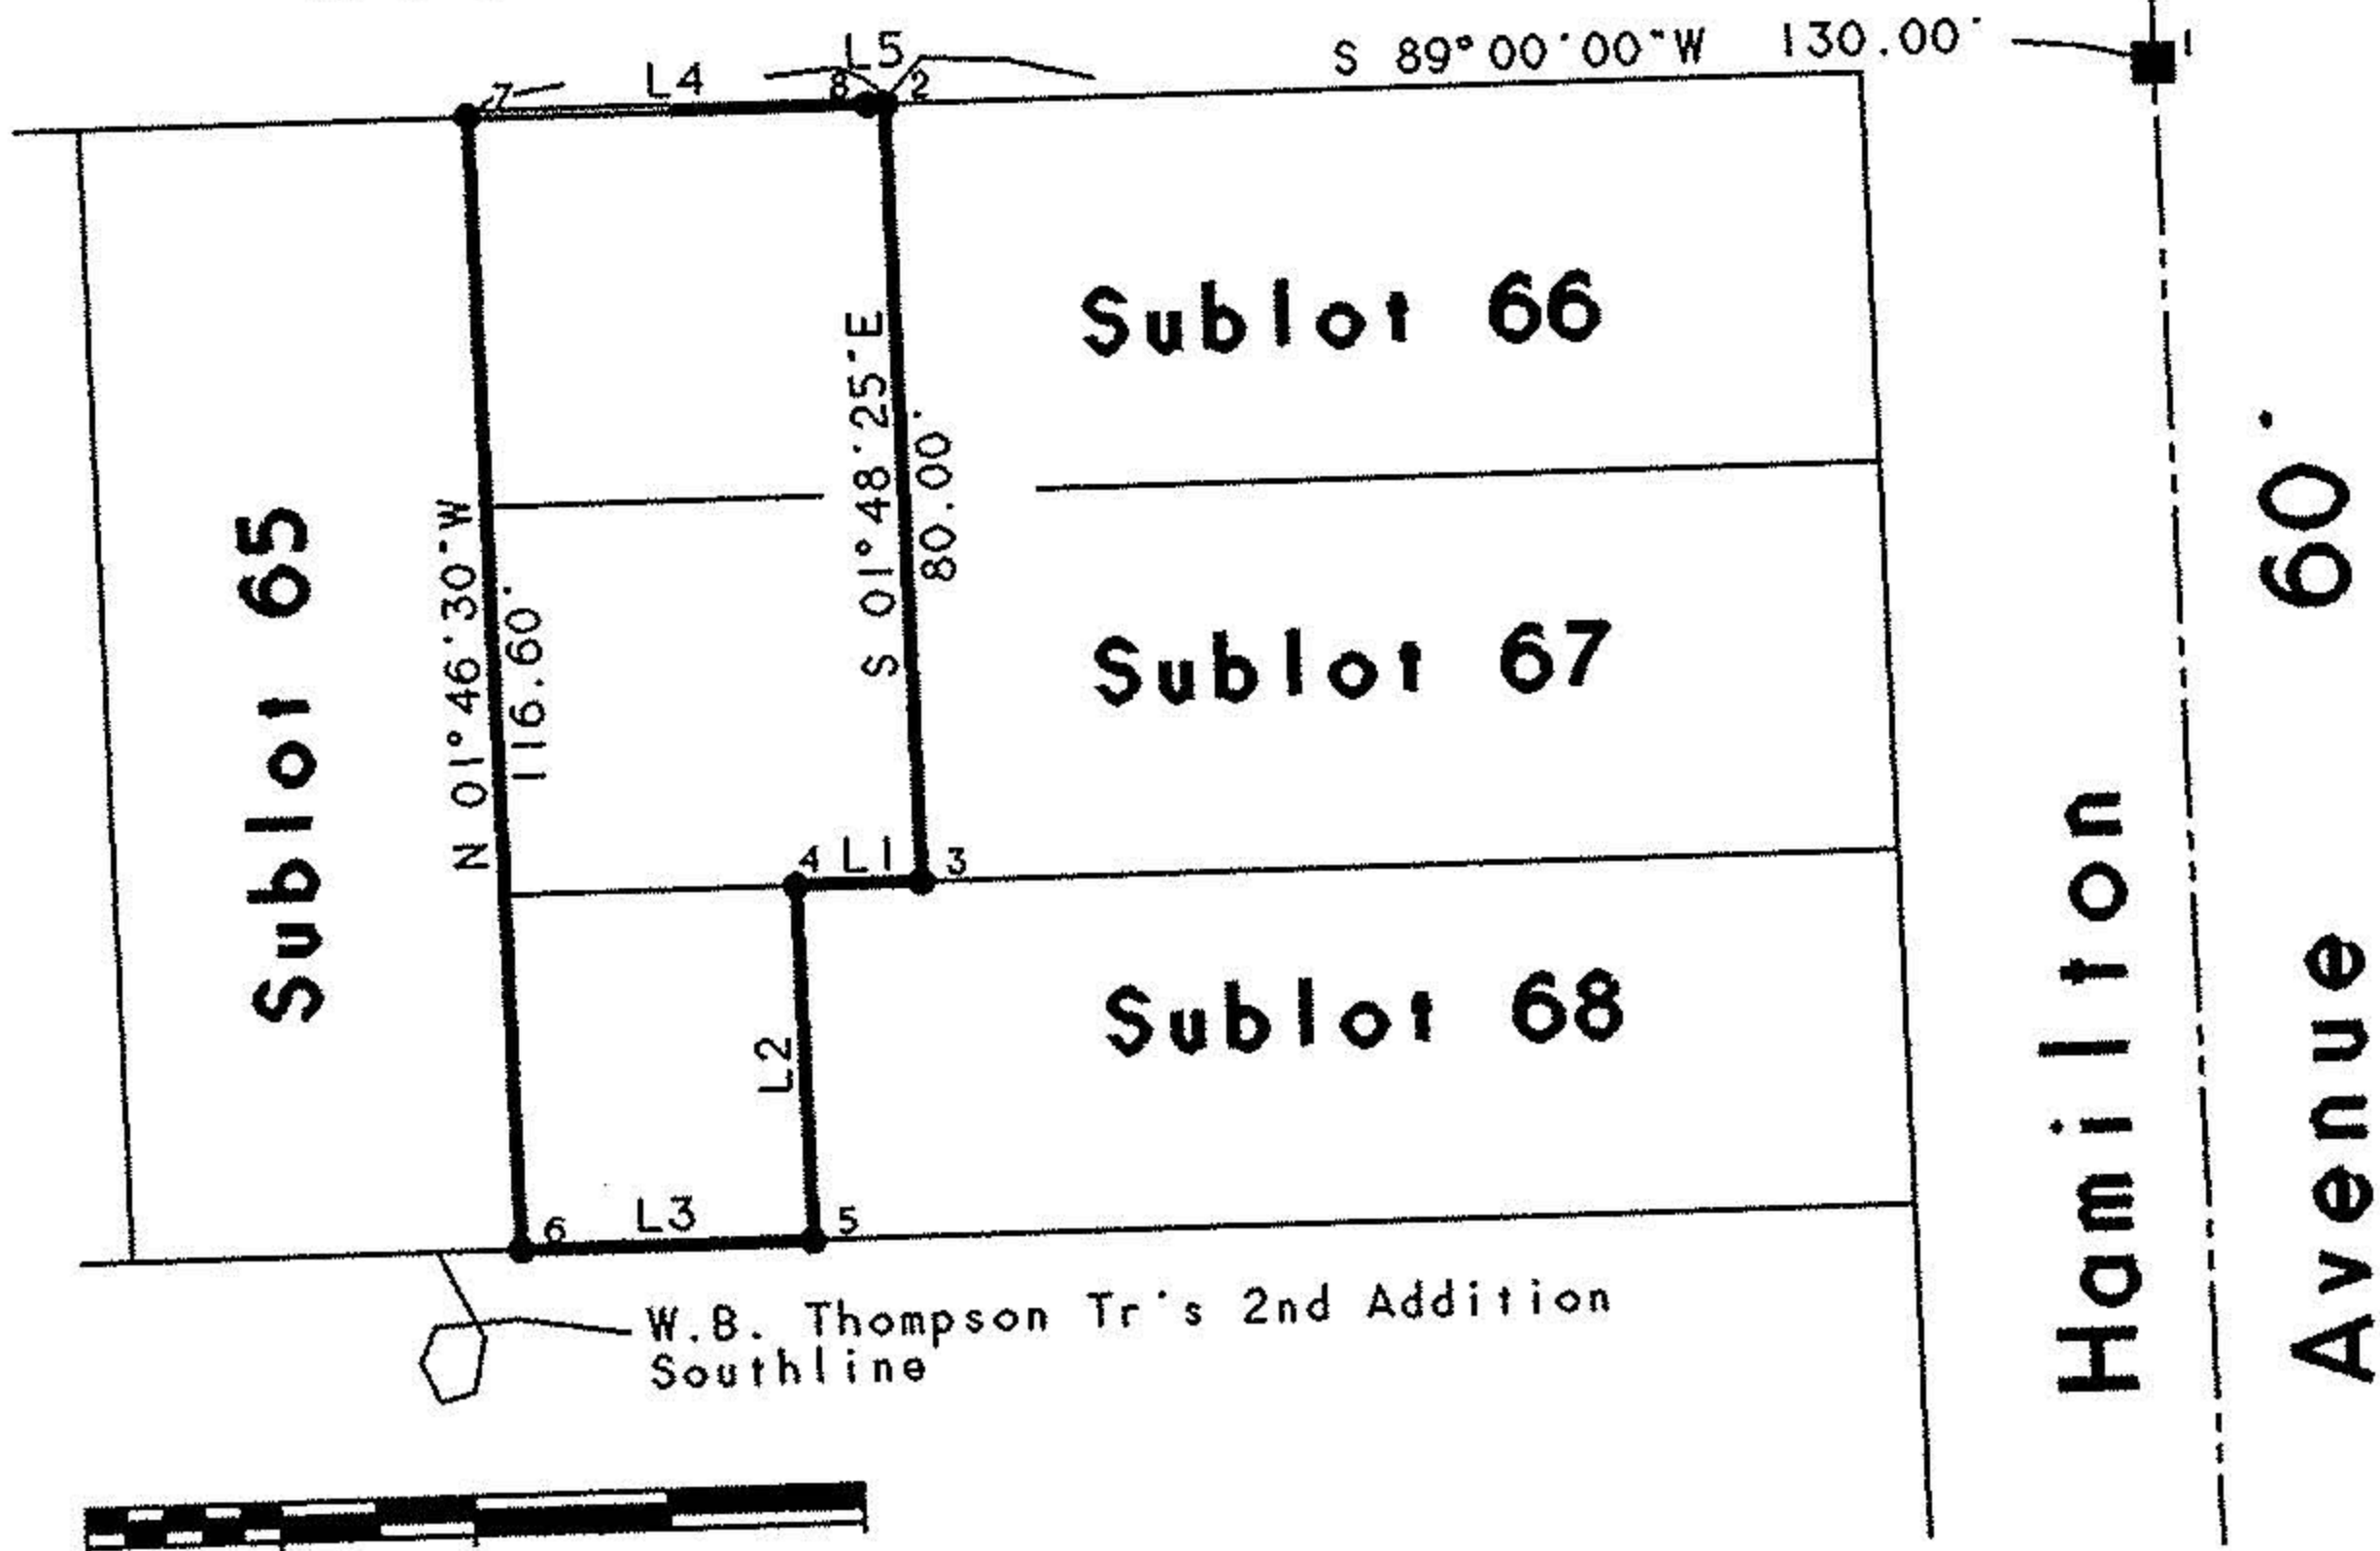 S 89°00'00"W 130.00'
1
L5
L4
7
8
2
Sublot 66
S 01°48'25"E
80.00'
Sublot 65
N 01°46'30"W
116.60'
Sublot 67
4
L1
3
Sublot 68
L2
L3
6
5
W.B. Thompson Tr's 2nd Addition
Southline
Hamilton
Avenue 60'